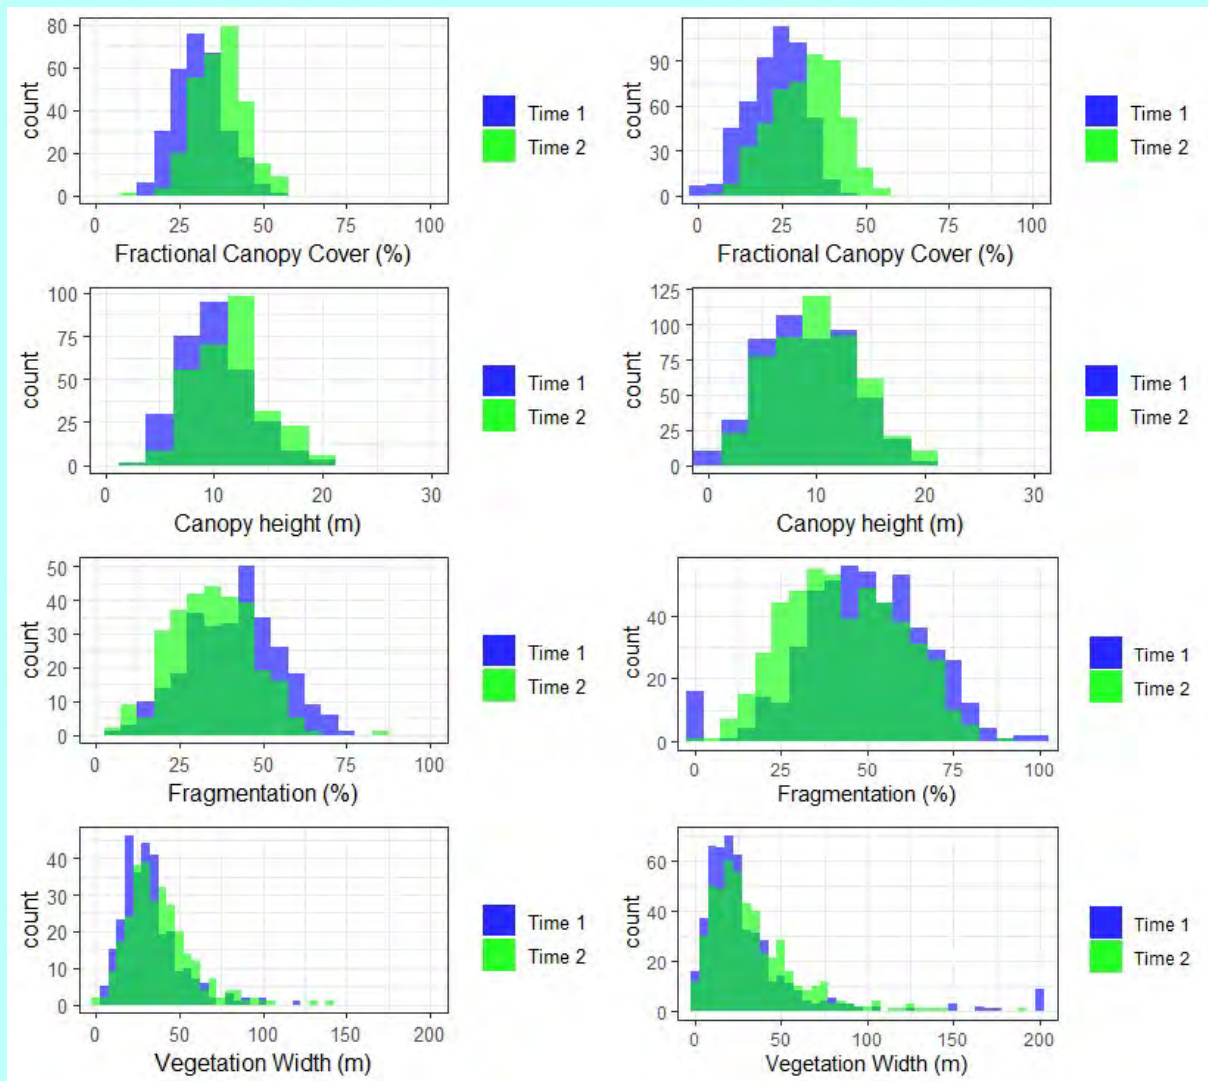 80
60
40
20
0
count
0 25 50 75 100
Fractional Canopy Cover (%)
Time 1
Time 2
90
60
30
0
count
0 25 50 75 100
Fractional Canopy Cover (%)
Time 1
Time 2
100
75
50
25
0
count
0 10 20 30
Canopy height (m)
Time 1
Time 2
125
100
75
50
25
0
count
0 10 20 30
Canopy height (m)
Time 1
Time 2
50
40
30
20
10
0
count
0 25 50 75 100
Fragmentation (%)
Time 1
Time 2
40
20
0
count
0 25 50 75 100
Fragmentation (%)
Time 1
Time 2
40
30
20
10
0
count
0 50 100 150 200
Vegetation Width (m)
Time 1
Time 2
60
40
20
0
count
0 50 100 150 200
Vegetation Width (m)
Time 1
Time 2